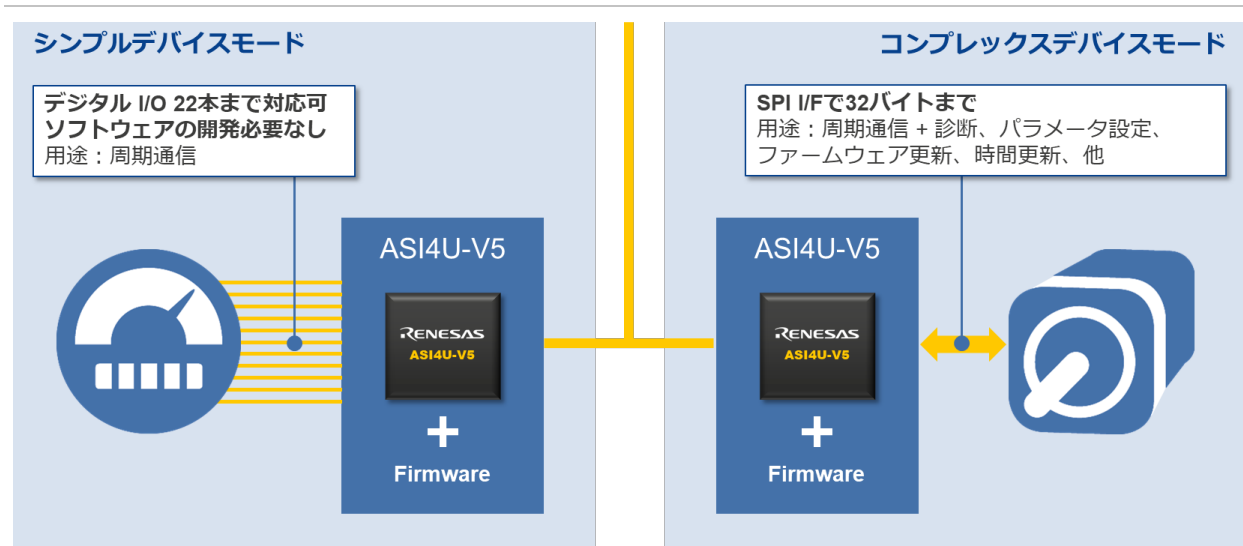 シンプルデバイスモード
デジタル I/O 22本まで対応可
ソフトウェアの開発必要なし
用途：周期通信
ASI4U-V5
RENESAS
ASI4U-V5
+
Firmware
コンプレックスデバイスモード
SPI I/Fで32バイトまで
用途：周期通信 + 診断、パラメータ設定、
ファームウェア更新、時間更新、他
ASI4U-V5
RENESAS
ASI4U-V5
+
Firmware